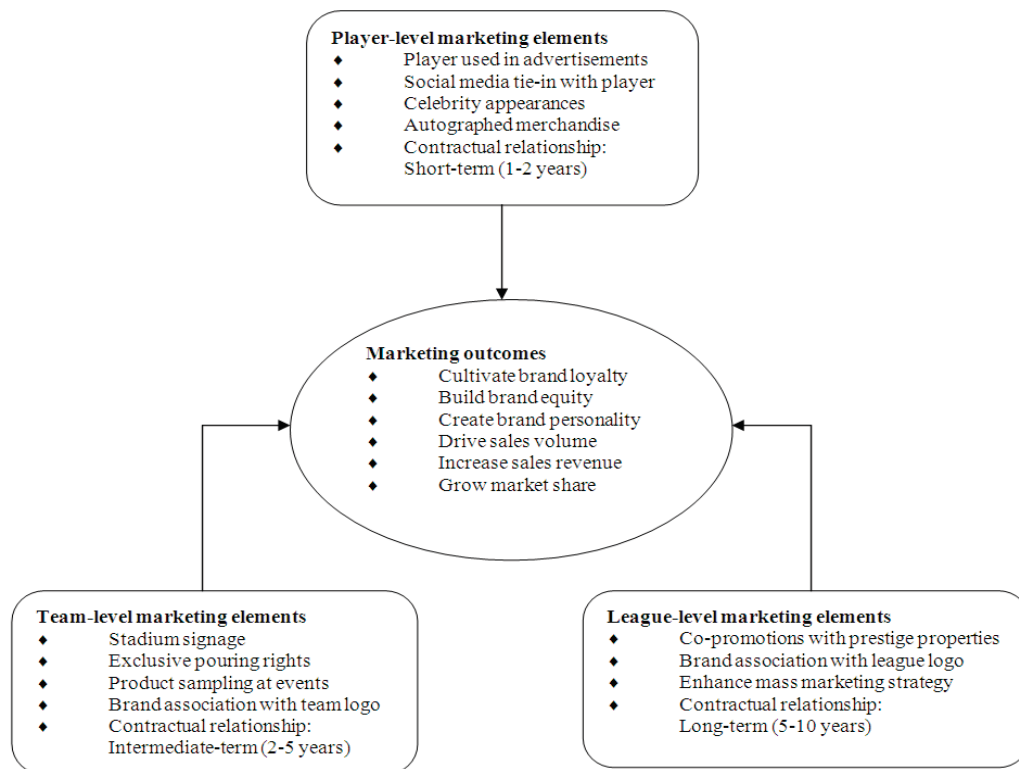 Player-level marketing elements
♦ Player used in advertisements
♦ Social media tie-in with player
♦ Celebrity appearances
♦ Autographed merchandise
♦ Contractual relationship:
Short-term (1-2 years)
Marketing outcomes
♦ Cultivate brand loyalty
♦ Build brand equity
♦ Create brand personality
♦ Drive sales volume
♦ Increase sales revenue
♦ Grow market share
Team-level marketing elements
♦ Stadium signage
♦ Exclusive pouring rights
♦ Product sampling at events
♦ Brand association with team logo
♦ Contractual relationship:
Intermediate-term (2-5 years)
League-level marketing elements
♦ Co-promotions with prestige properties
♦ Brand association with league logo
♦ Enhance mass marketing strategy
♦ Contractual relationship:
Long-term (5-10 years)